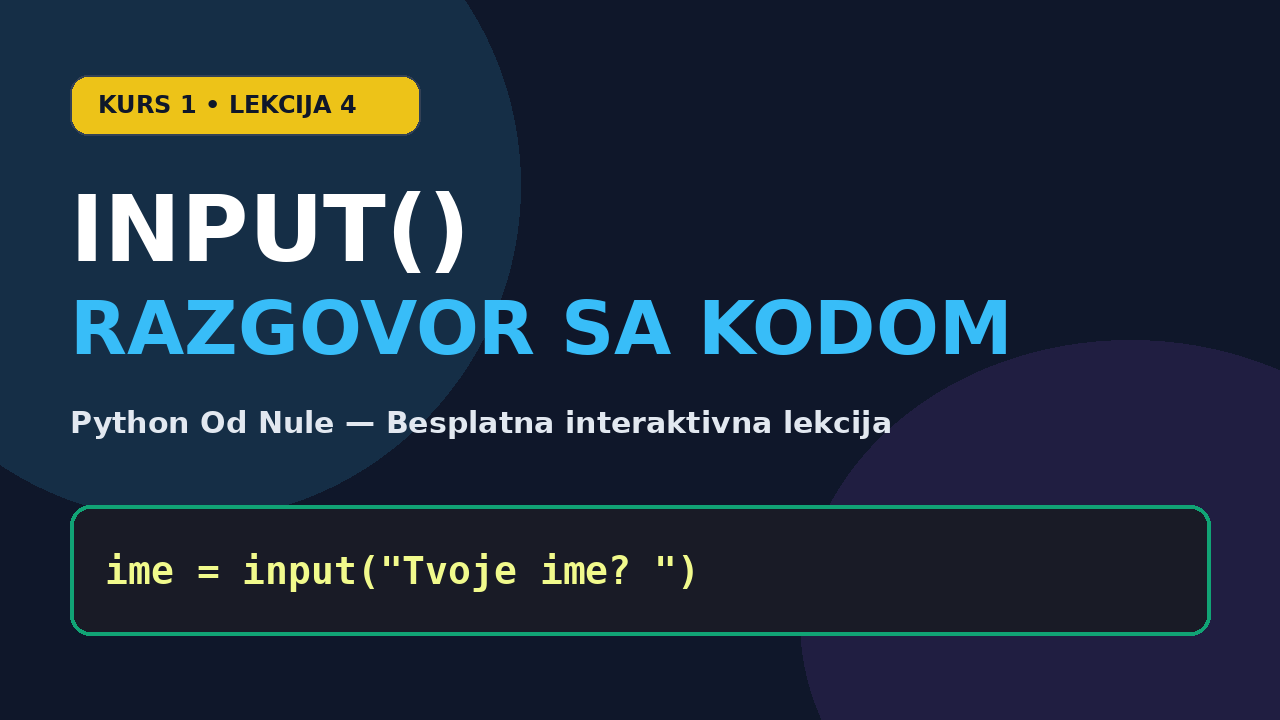 KURS 1 • LEKCIJA 4
INPUT()
RAZGOVOR SA KODOM
Python Od Nule — Besplatna interaktivna lekcija
ime = input("Tvoje ime? ")